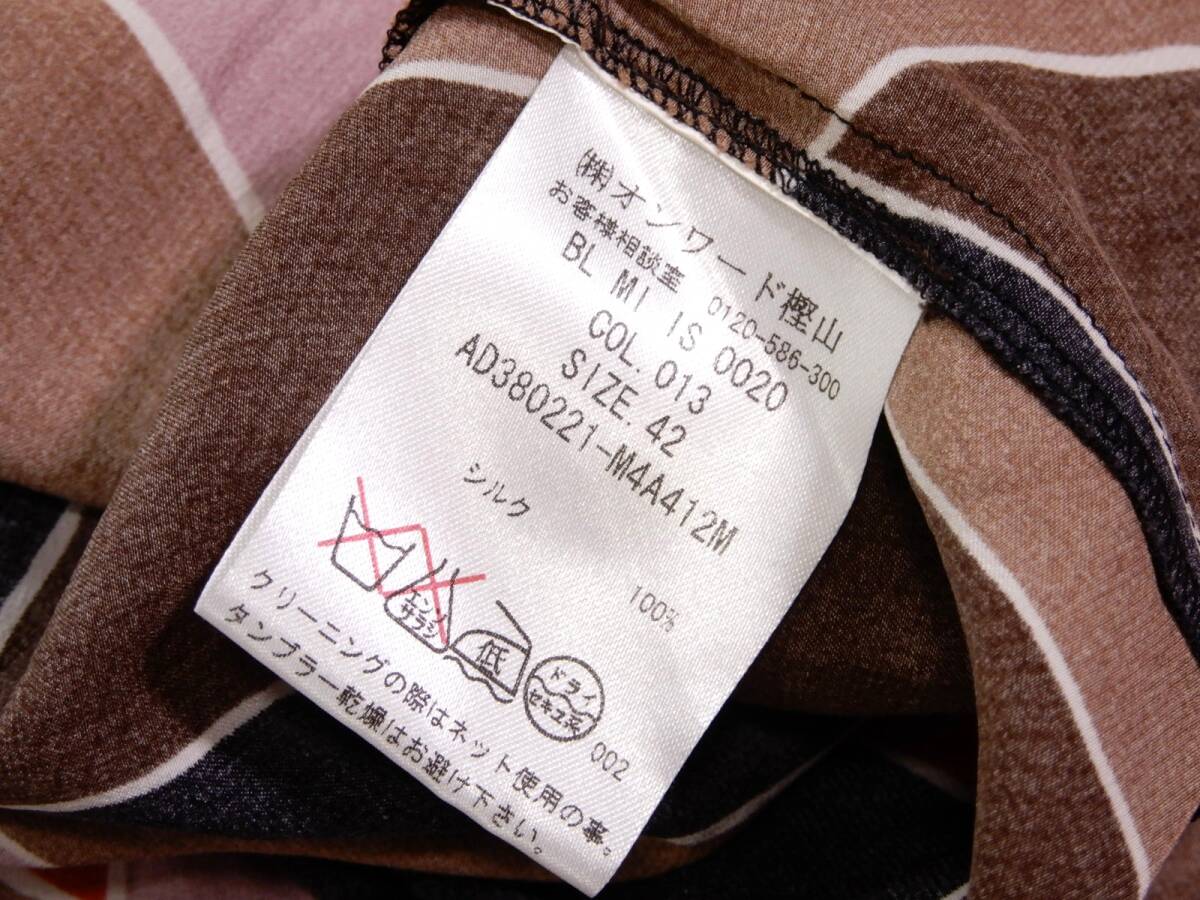 ㈱オンワード樫山
お客様相談室 0120-586-300
BL MI IS 0020
COL. 013
SIZE. 42
AD380221-M4A412M
シルク 100%
エンソ
サラシ
低
ドライ
セキユ系
002
クリーニングの際はネット使用の事。
タンブラー乾燥はお避け下さい。